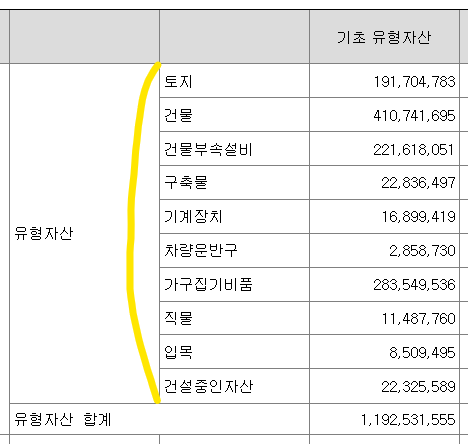 기초 유형자산
유형자산
토지 191,704,783
건물 410,741,695
건물부속설비 221,618,051
구축물 22,836,497
기계장치 16,899,419
차량운반구 2,858,730
가구집기비품 283,549,536
직물 11,487,760
입목 8,509,495
건설중인자산 22,325,589
유형자산 합계 1,192,531,555